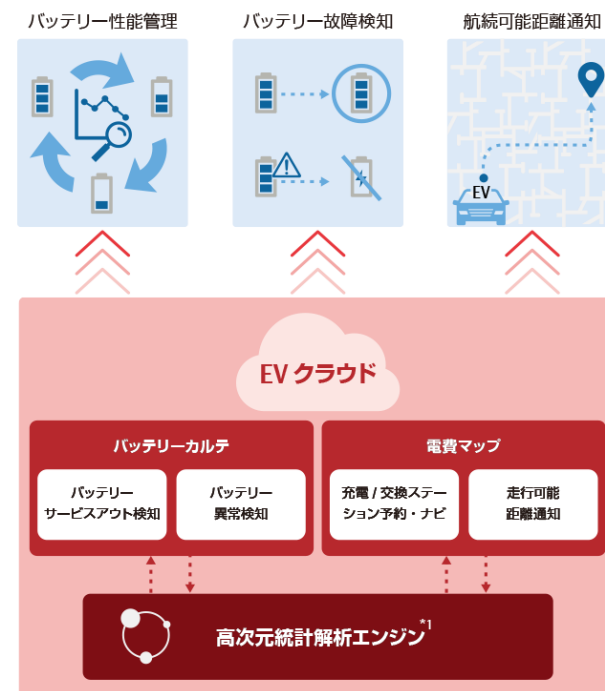 バッテリー性能管理
バッテリー故障検知
航続可能距離通知
EV
EV クラウド
バッテリーカルテ
電費マップ
バッテリー
サービスアウト検知
バッテリー
異常検知
充電 / 交換ステー
ション予約・ナビ
走行可能
距離通知
高次元統計解析エンジン*1